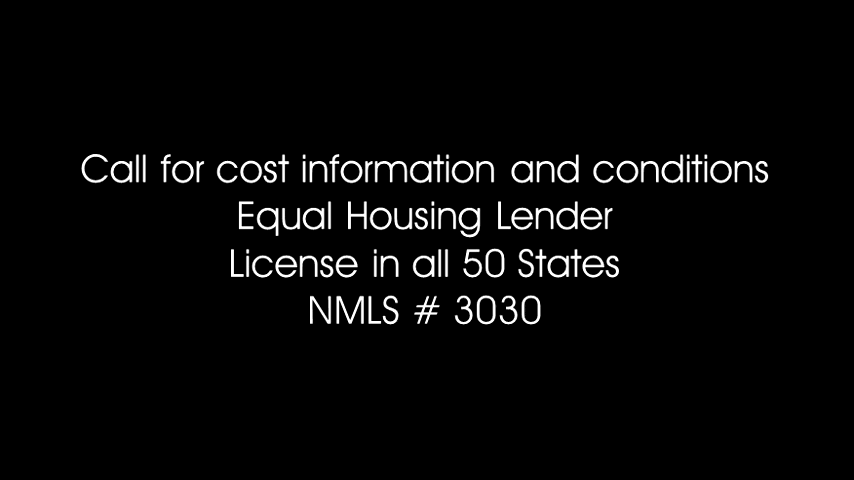 Call for cost information and conditions
Equal Housing Lender
License in all 50 States
NMLS # 3030